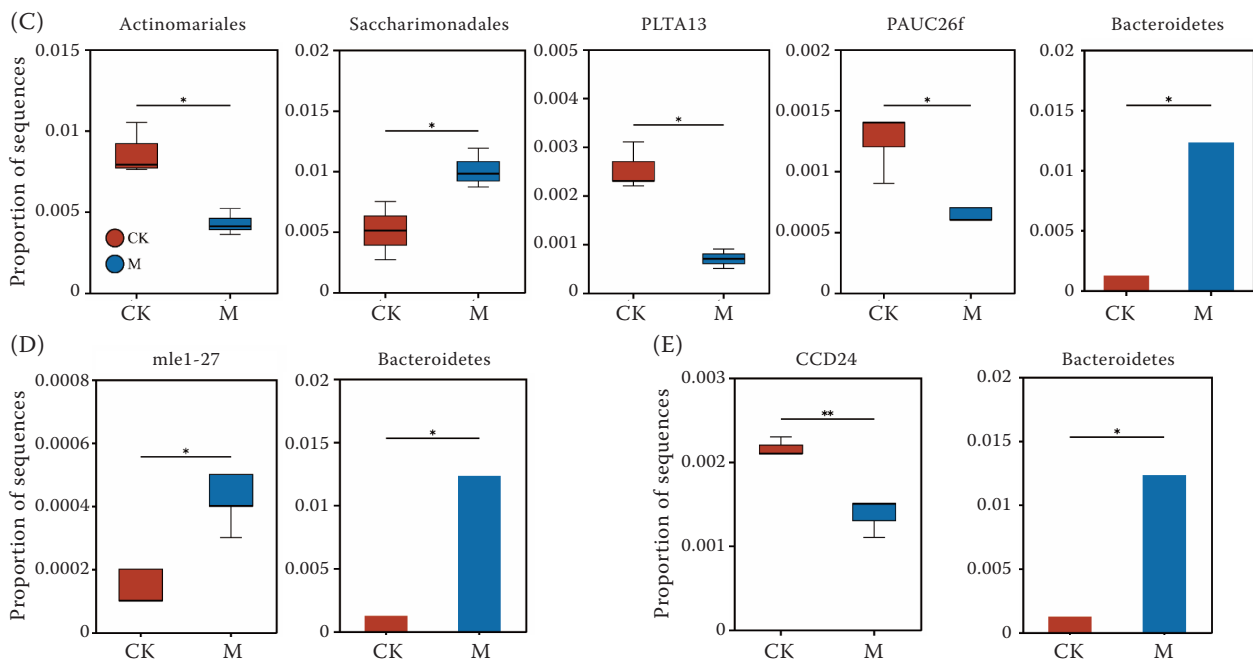 (C)
Actinomariales
Saccharimonadales
PLTA13
PAUC26f
Bacteroidetes
Proportion of sequences
0.015
0.01
0.005
0
*
CK
M
CK
M
0.02
0.015
0.01
0.005
0
*
CK
M
0.005
0.004
0.003
0.002
0.001
0
*
CK
M
0.002
0.0015
0.001
0.0005
0
*
CK
M
0.02
0.015
0.01
0.005
0
*
CK
M
(D)
mle1-27
Bacteroidetes
Proportion of sequences
0.0008
0.0006
0.0004
0.0002
0
*
CK
M
0.02
0.015
0.01
0.005
0
*
CK
M
(E)
CCD24
Bacteroidetes
Proportion of sequences
0.003
0.002
0.001
0
**
CK
M
0.02
0.015
0.01
0.005
0
*
CK
M